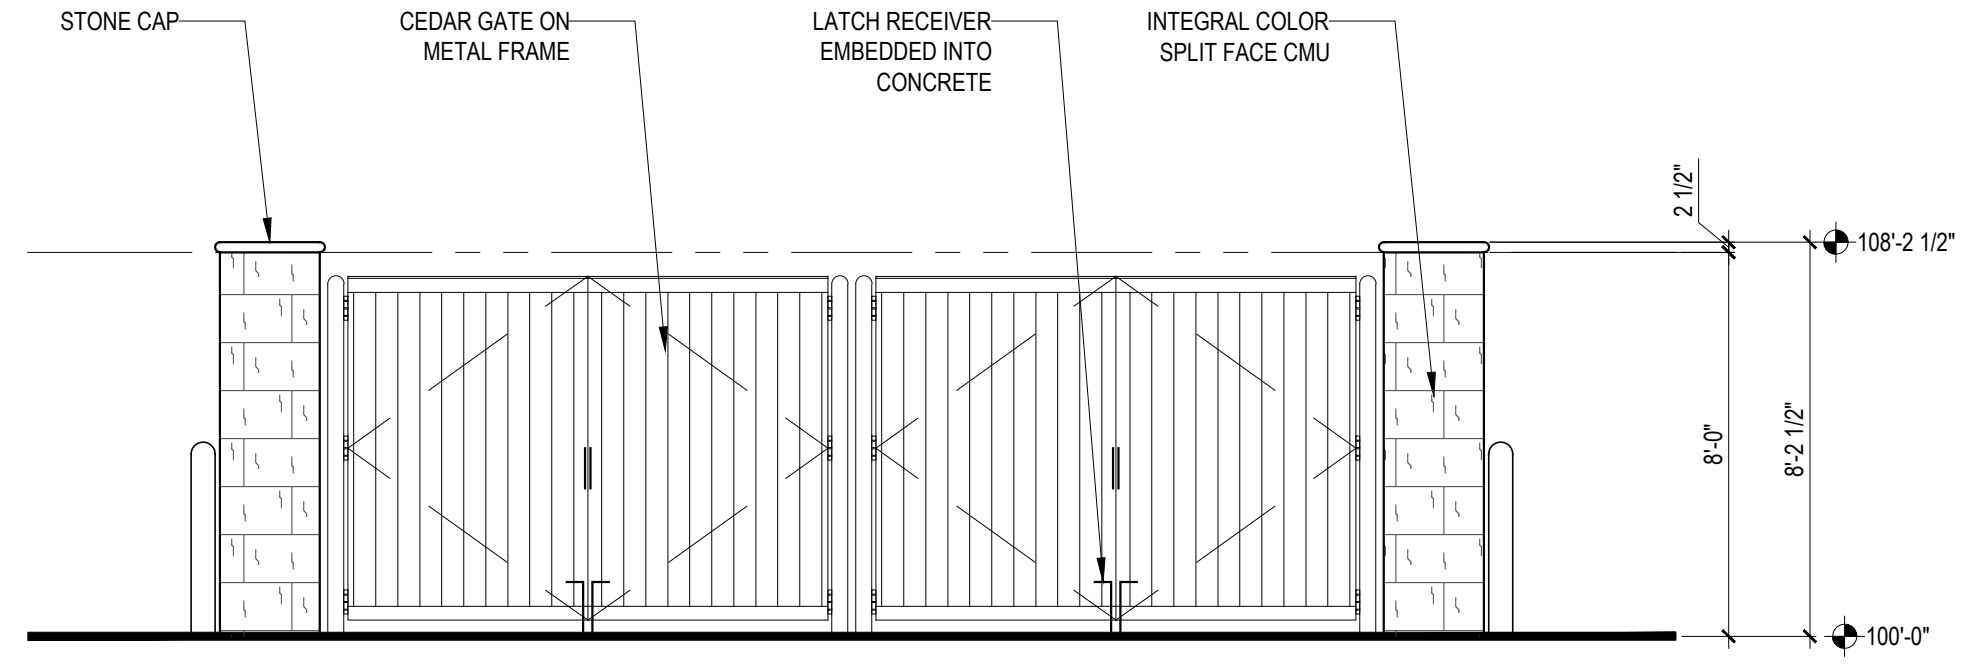 STONE CAP
CEDAR GATE ON
METAL FRAME
LATCH RECEIVER
EMBEDDED INTO
CONCRETE
INTEGRAL COLOR
SPLIT FACE CMU
2 1/2"
108'-2 1/2"
8'-0"
8'-2 1/2"
100'-0"